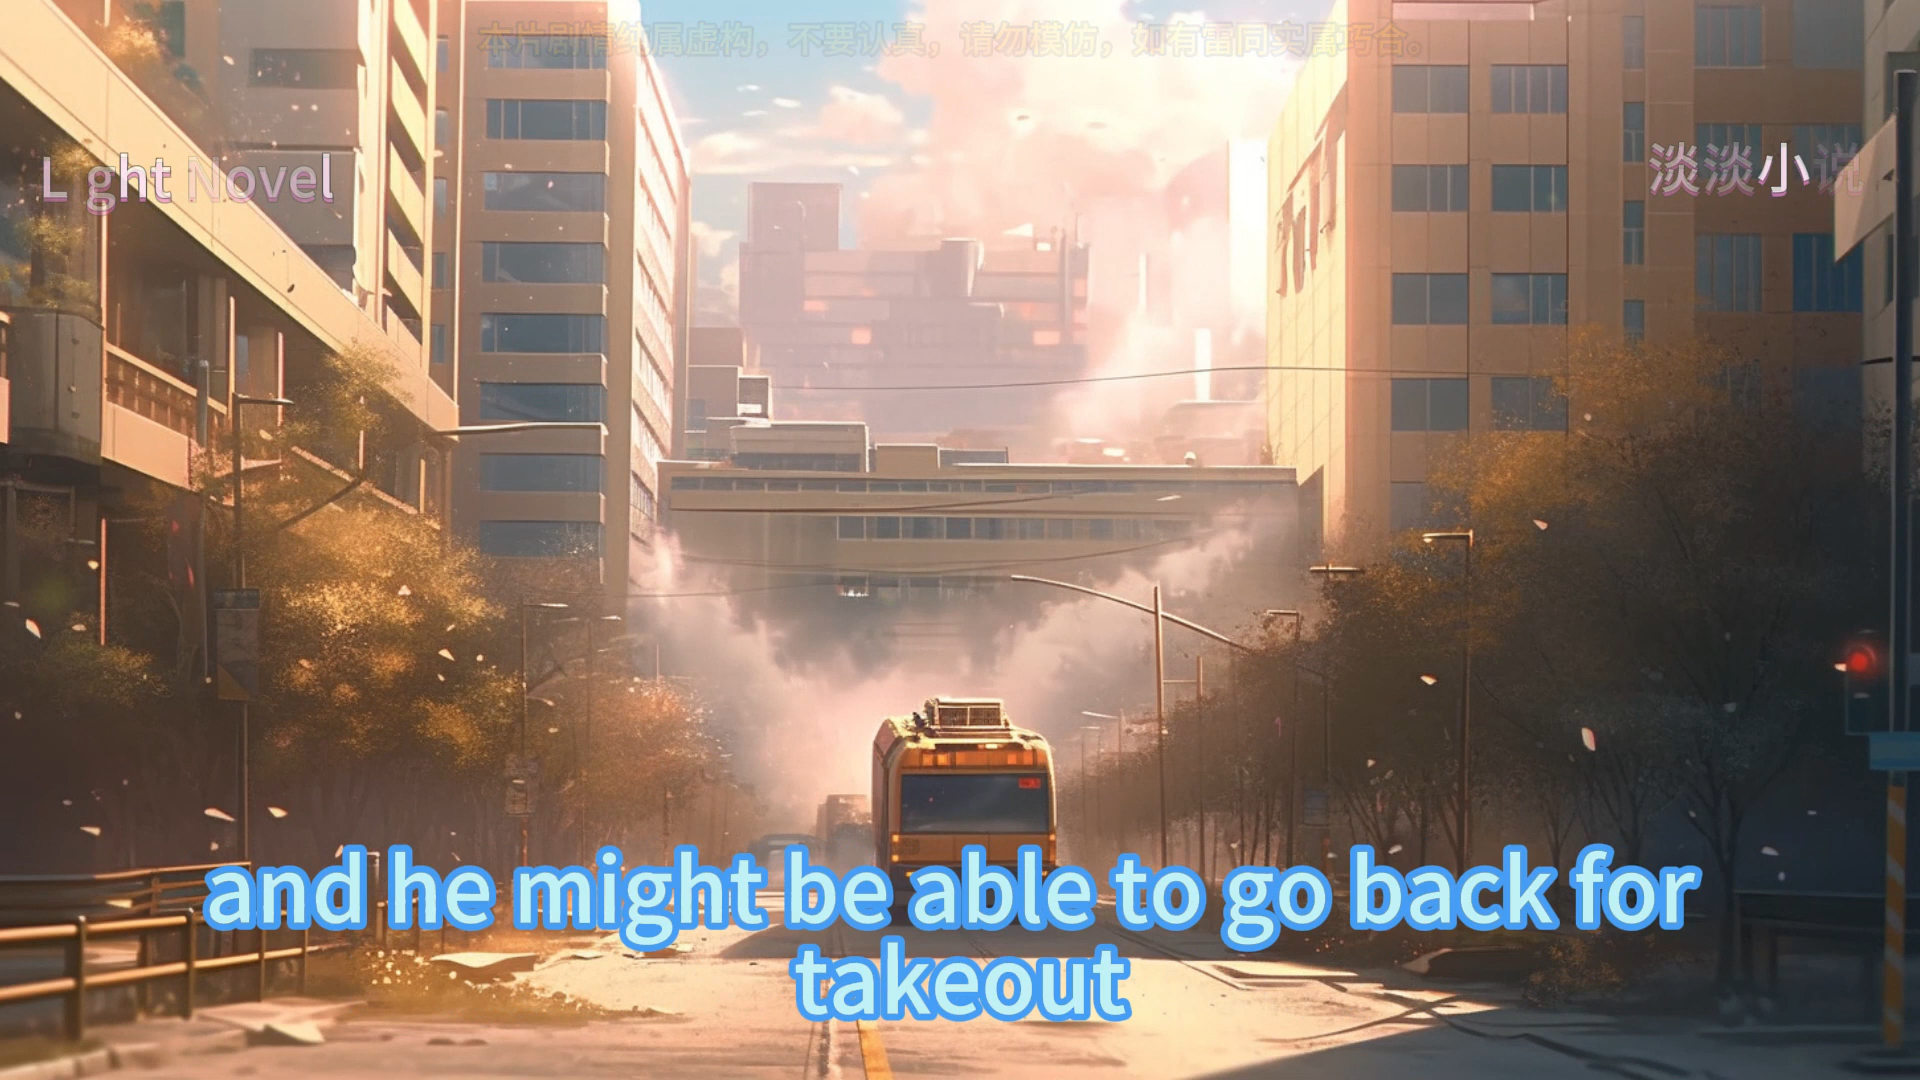 本片剧情纯属虚构，不要认真，请勿模仿，如有雷同实属巧合。
Light Novel
淡淡小说
and he might be able to go back for
takeout